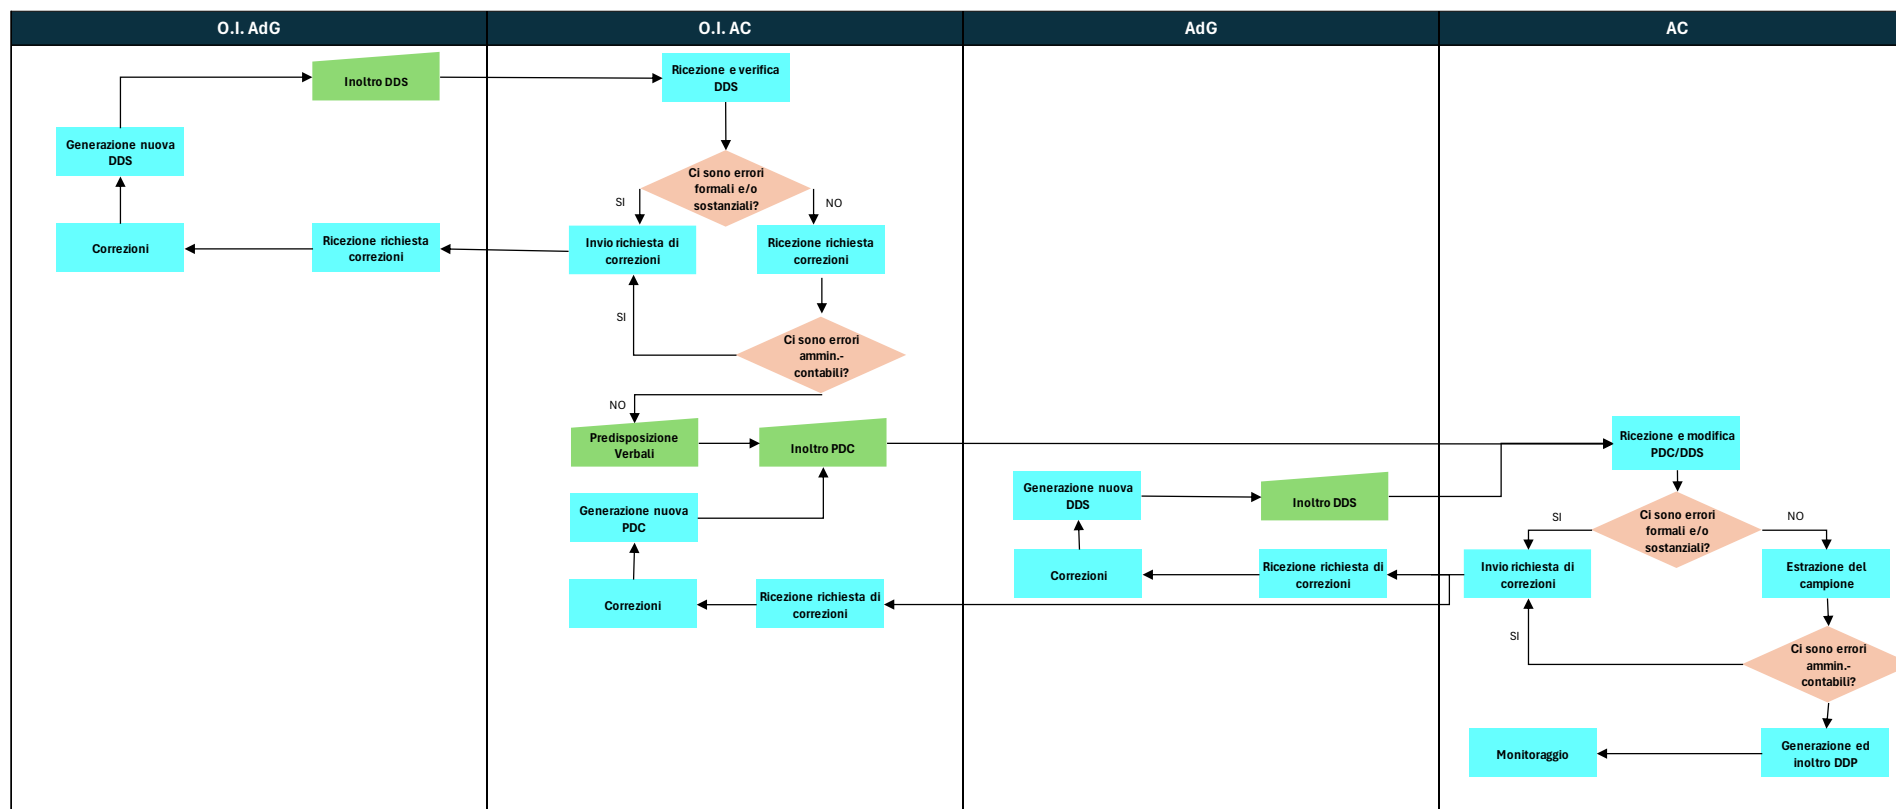 O.I. AdG
O.I. AC
AdG
AC
Inoltro DDS
Generazione nuova
DDS
Correzioni
Ricezione richiesta
correzioni
Ricezione e verifica
DDS
Ci sono errori
formali e/o
sostanziali?
SI
NO
Invio richiesta di
correzioni
Ricezione richiesta
correzioni
SI
Ci sono errori
ammin.-
contabili?
NO
Predisposizione
Verbali
Inoltro PDC
Generazione nuova
PDC
Correzioni
Ricezione richiesta di
correzioni
Generazione nuova
DDS
Inoltro DDS
Correzioni
Ricezione richiesta di
correzioni
Ricezione e modifica
PDC/DDS
Ci sono errori
formali e/o
sostanziali?
SI
NO
Invio richiesta di
correzioni
Estrazione del
campione
SI
Ci sono errori
ammin.-
contabili?
Monitoraggio
Generazione ed
inoltro DDP